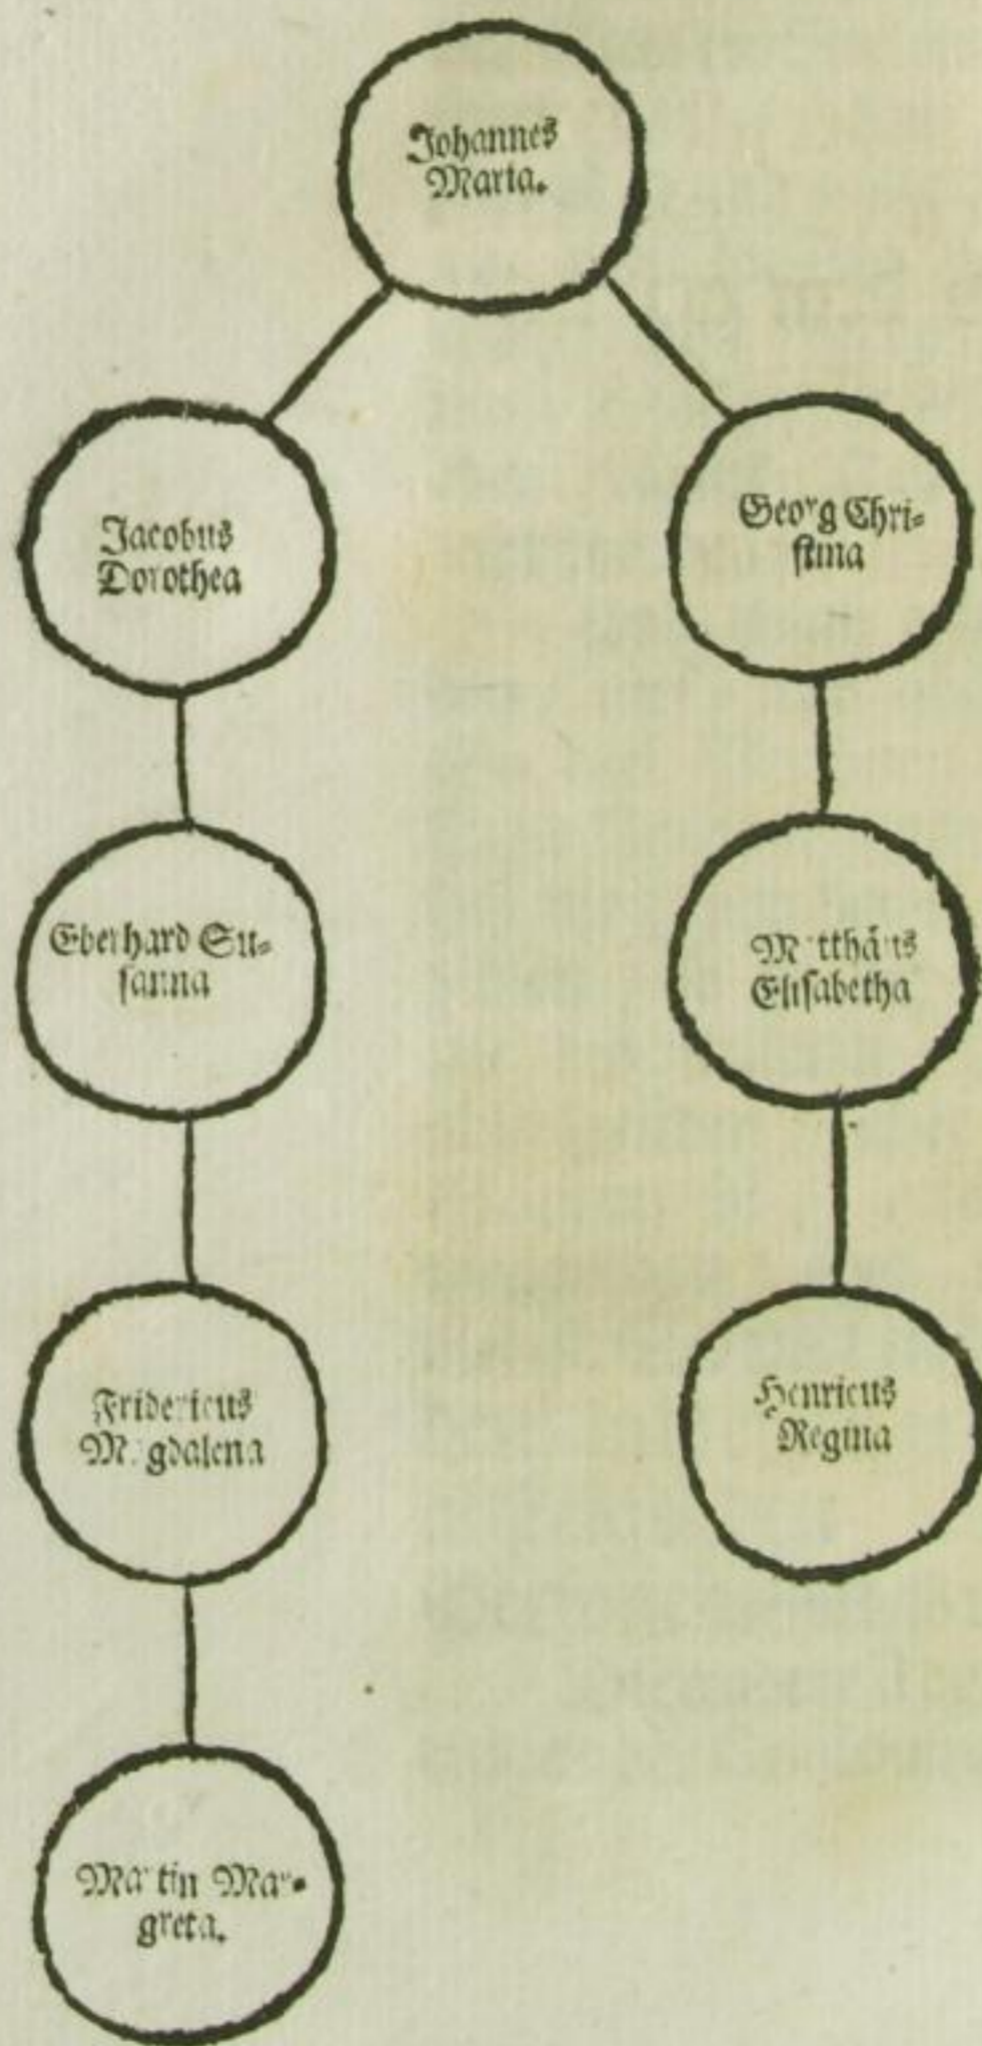 Johannes
Maria.
Jacobus
Dorothea
Georg Chri⸗
stina
Eberhard Su⸗
sanna
Matthäus
Elisabetha
Fridericus
Magdalena
Henricus
Regina
Martin Mar⸗
greta.